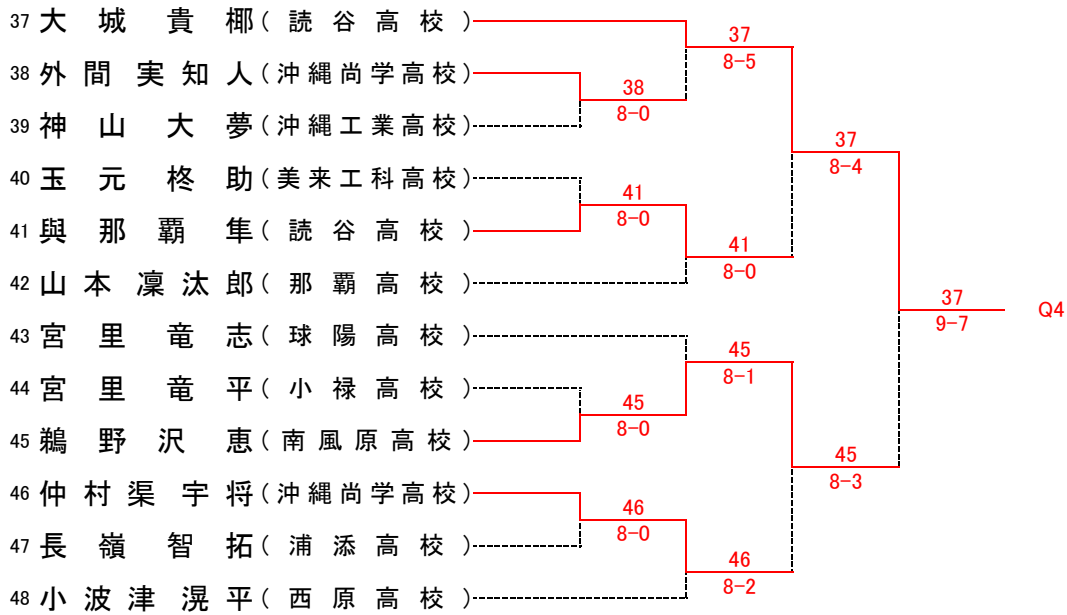 37 大城貴椰(読谷高校)
37
8-5
38 外間実知人(沖縄尚学高校)
38
8-0
39 神山大夢(沖縄工業高校)
37
8-4
40 玉元柊助(美来工科高校)
41
8-0
41 與那覇隼(読谷高校)
41
8-0
42 山本凜汰郎(那覇高校)
37
9-7
Q4
43 宮里竜志(球陽高校)
45
8-1
44 宮里竜平(小禄高校)
45
8-0
45 鵜野沢恵(南風原高校)
45
8-3
46 仲村渠宇将(沖縄尚学高校)
46
8-0
47 長嶺智拓(浦添高校)
46
8-2
48 小波津滉平(西原高校)